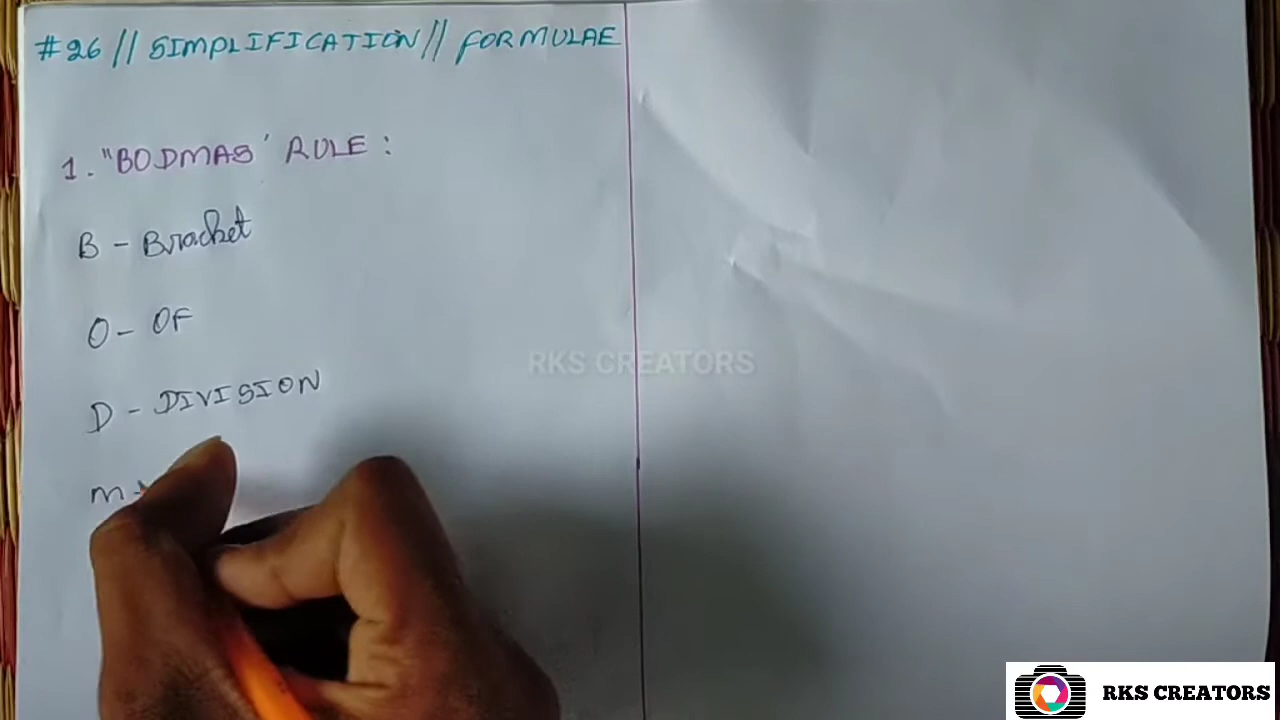 #26 // SIMPLIFICATION // FORMULAE
1. "BODMAS' RULE :
B - Bracket
O - OF
D - DIVISION
M -
RKS CREATORS
RKS CREATORS